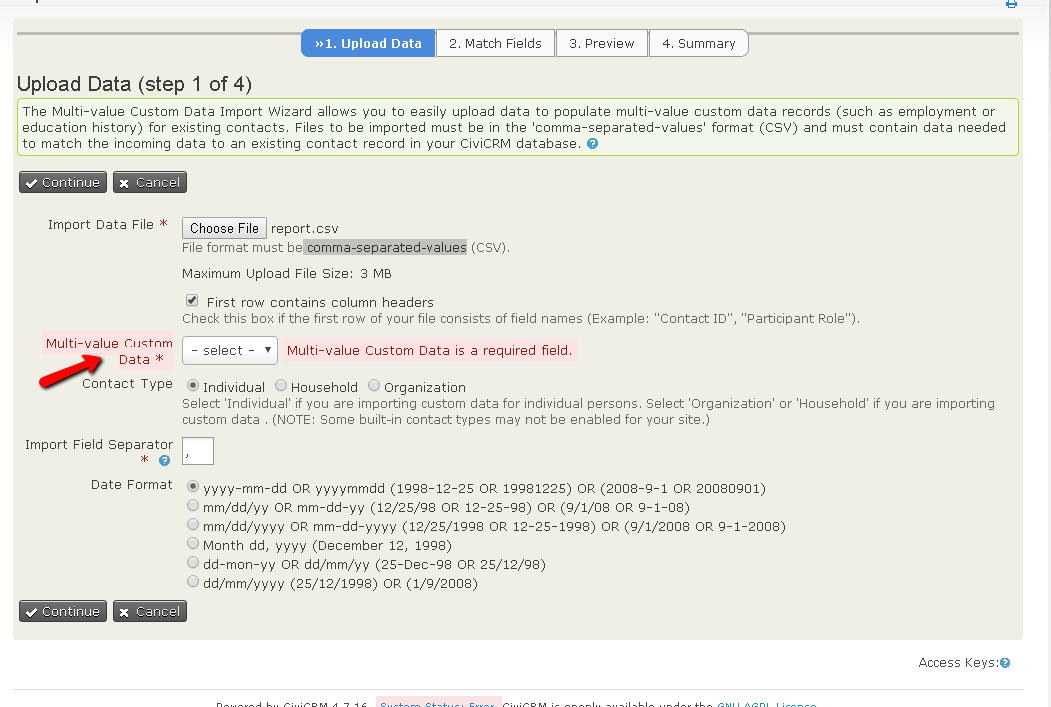 »1. Upload Data 2. Match Fields 3. Preview 4. Summary
Upload Data (step 1 of 4)
The Multi-value Custom Data Import Wizard allows you to easily upload data to populate multi-value custom data records (such as employment or
education history) for existing contacts. Files to be imported must be in the 'comma-separated-values' format (CSV) and must contain data needed
to match the incoming data to an existing contact record in your CiviCRM database. ?
Continue Cancel
Import Data File * Choose File report.csv
File format must be comma-separated-values (CSV).
Maximum Upload File Size: 3 MB
First row contains column headers
Check this box if the first row of your file consists of field names (Example: "Contact ID", "Participant Role").
Multi-value Custom
Data * - select - Multi-value Custom Data is a required field.
Contact Type Individual Household Organization
Select 'Individual' if you are importing custom data for individual persons. Select 'Organization' or 'Household' if you are importing
custom data . (NOTE: Some built-in contact types may not be enabled for your site.)
Import Field Separator
* ? ,
Date Format yyyy-mm-dd OR yyyymmdd (1998-12-25 OR 19981225) OR (2008-9-1 OR 20080901)
mm/dd/yy OR mm-dd-yy (12/25/98 OR 12-25-98) OR (9/1/08 OR 9-1-08)
mm/dd/yyyy OR mm-dd-yyyy (12/25/1998 OR 12-25-1998) OR (9/1/2008 OR 9-1-2008)
Month dd, yyyy (December 12, 1998)
dd-mon-yy OR dd/mm/yy (25-Dec-98 OR 25/12/98)
dd/mm/yyyy (25/12/1998) OR (1/9/2008)
Continue Cancel
Access Keys: ?
Powered by CiviCRM 4.7.16. System Status: Error CiviCRM is openly available under the GNU AGPL License